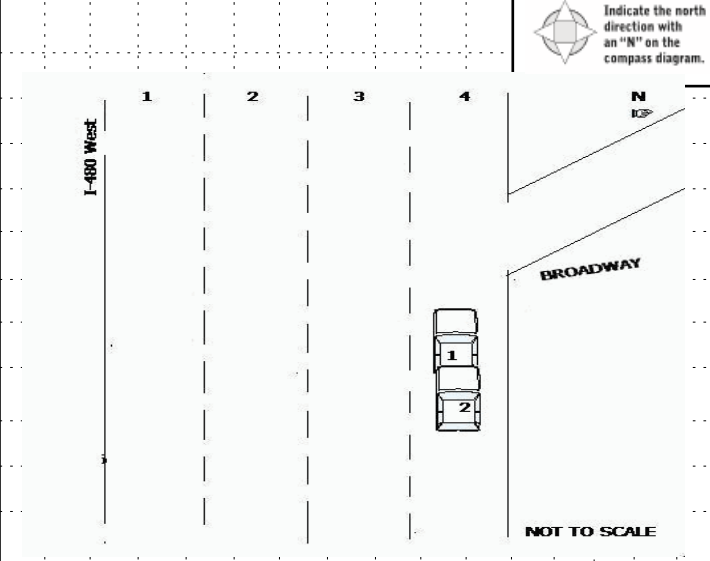 Indicate the north
direction with
an "N" on the
compass diagram.
1 2 3 4 N
I-480 West
BROADWAY
1
2
NOT TO SCALE